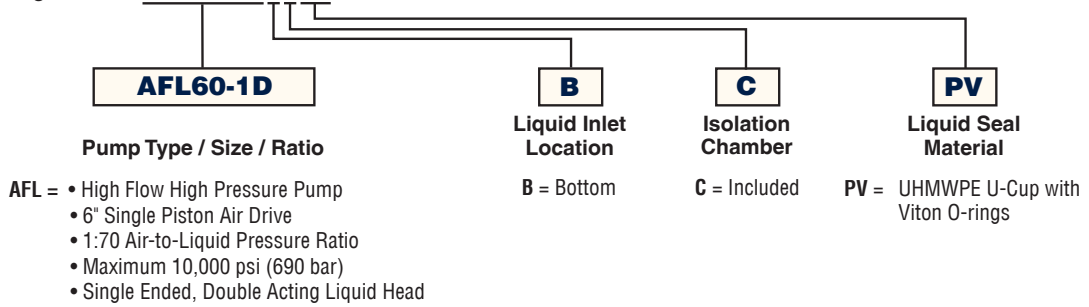 AFL60-1D
B
C
PV
Pump Type / Size / Ratio
Liquid Inlet
Location
Isolation
Chamber
Liquid Seal
Material
AFL = • High Flow High Pressure Pump
• 6" Single Piston Air Drive
• 1:70 Air-to-Liquid Pressure Ratio
• Maximum 10,000 psi (690 bar)
• Single Ended, Double Acting Liquid Head
B = Bottom
C = Included
PV = UHMWPE U-Cup with
Viton O-rings